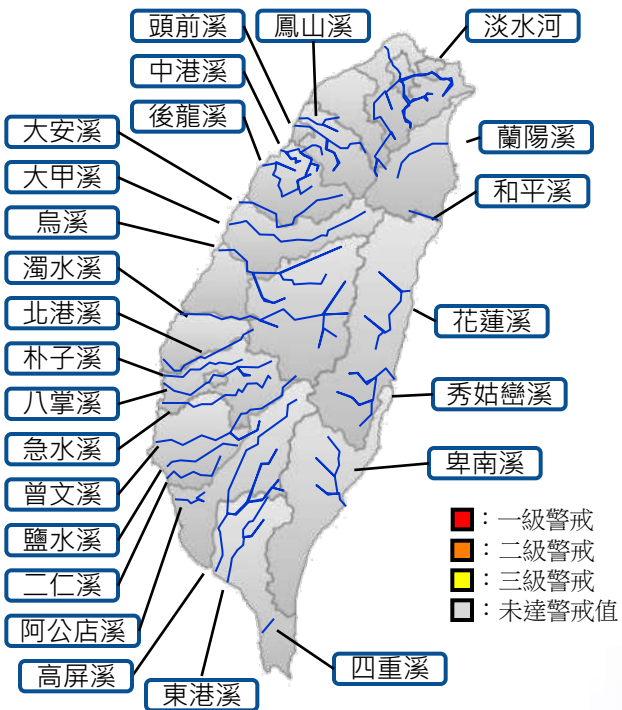 頭前溪
鳳山溪
淡水河
中港溪
後龍溪
大安溪
蘭陽溪
大甲溪
和平溪
烏溪
濁水溪
北港溪
花蓮溪
朴子溪
八掌溪
秀姑巒溪
急水溪
卑南溪
曾文溪
鹽水溪
二仁溪
阿公店溪
高屏溪
東港溪
四重溪
：一級警戒
：二級警戒
：三級警戒
：未達警戒值